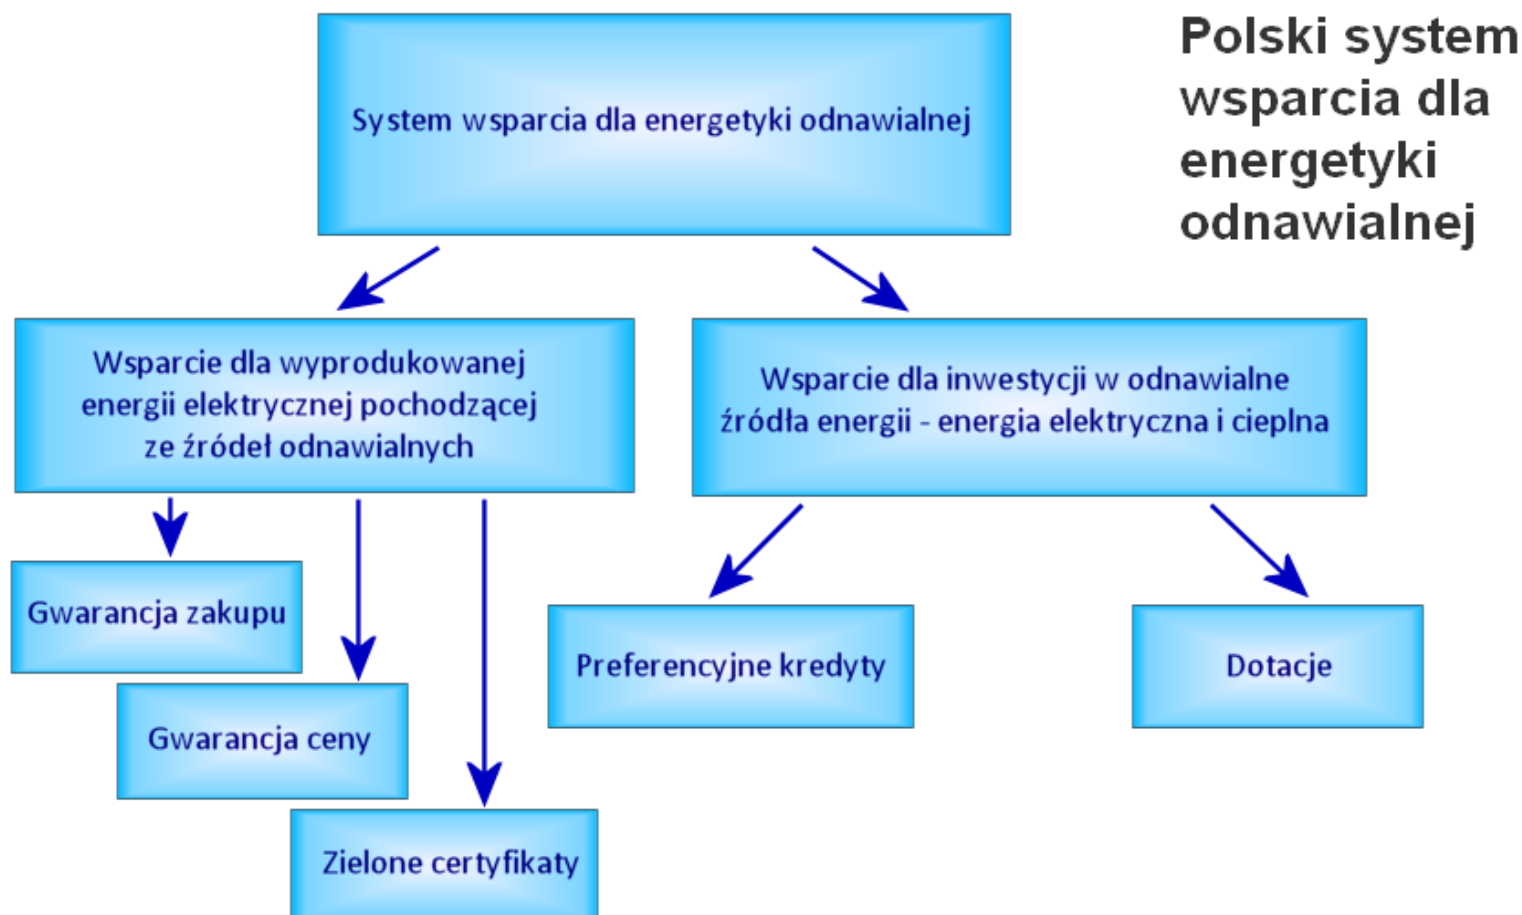 Polski system
wsparcia dla
energetyki
odnawialnej
System wsparcia dla energetyki odnawialnej
Wsparcie dla wyprodukowanej
energii elektrycznej pochodzącej
ze źródeł odnawialnych
Wsparcie dla inwestycji w odnawialne
źródła energii - energia elektryczna i cieplna
Gwarancja zakupu
Gwarancja ceny
Zielone certyfikaty
Preferencyjne kredyty
Dotacje